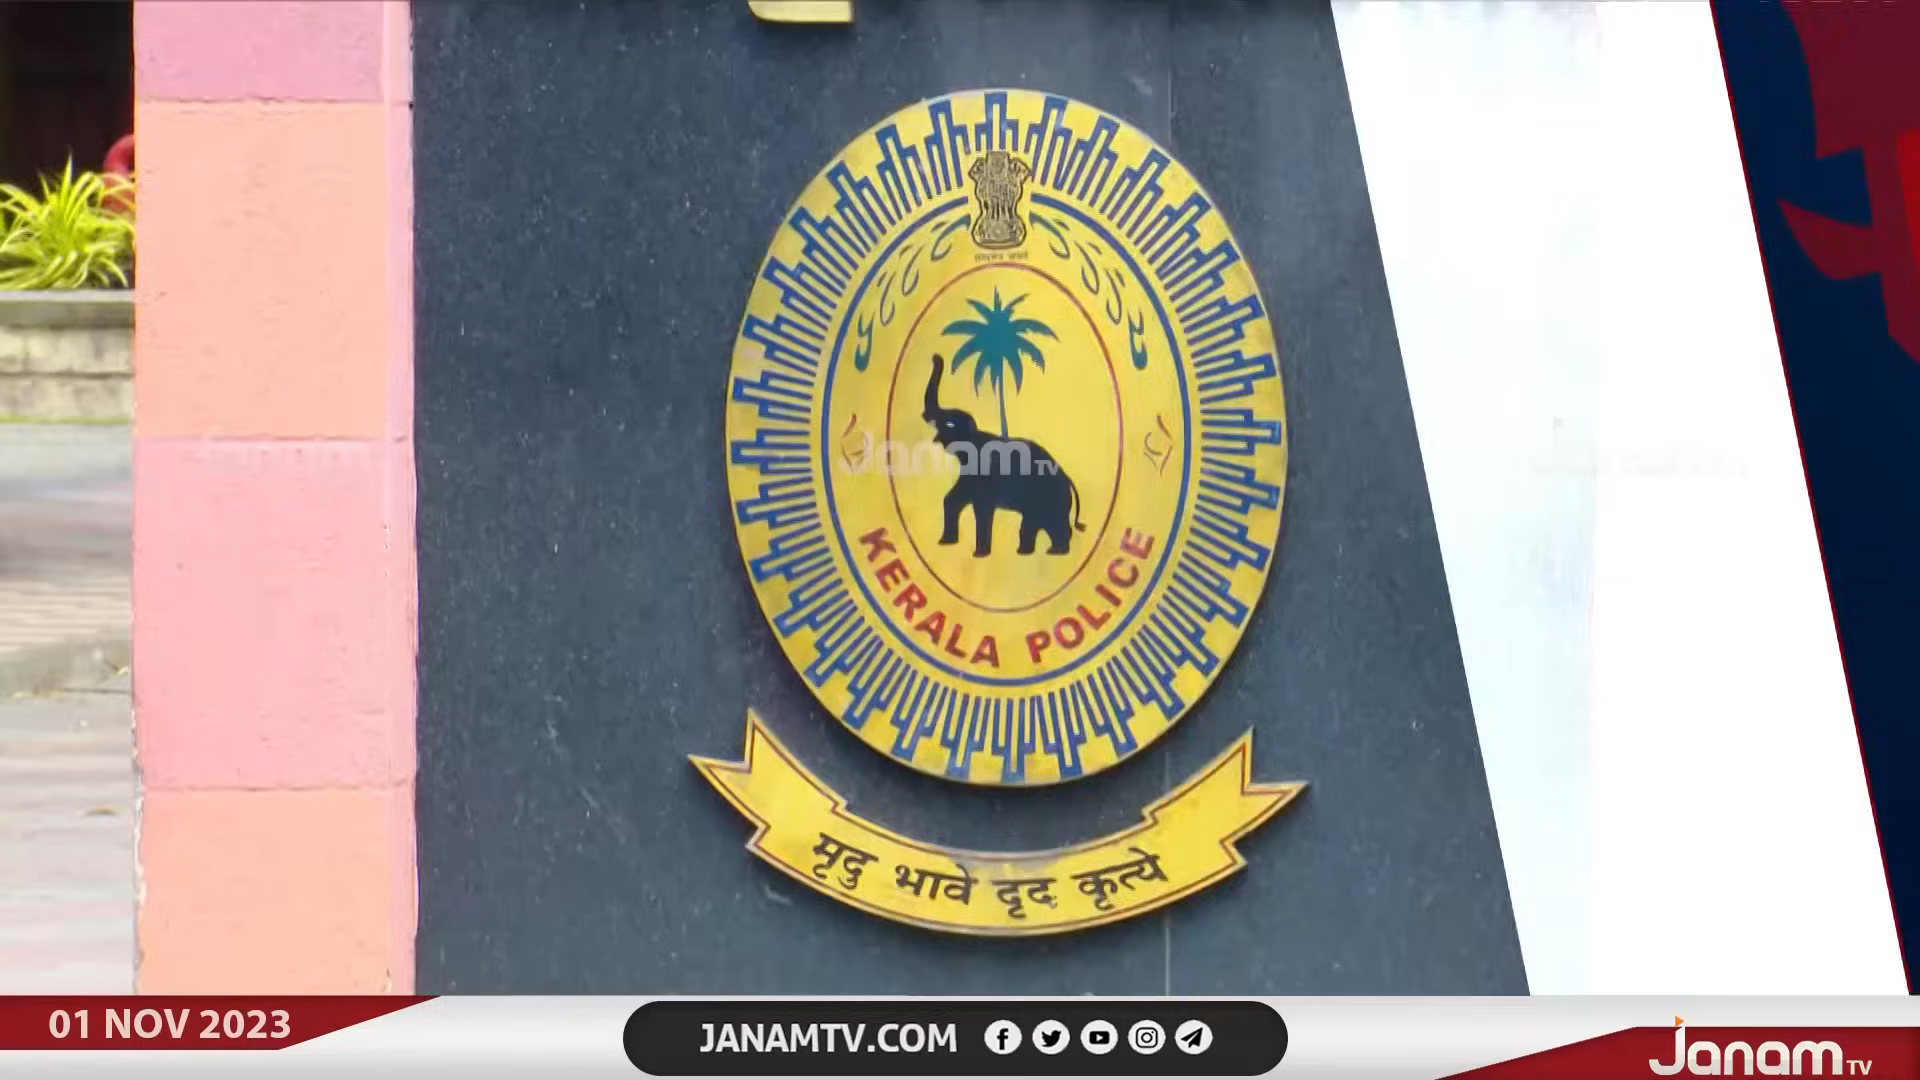 KERALA POLICE
Janam TV
मृदु भावे दृढ कृत्ये
01 NOV 2023
JANAMTV.COM
Janam TV